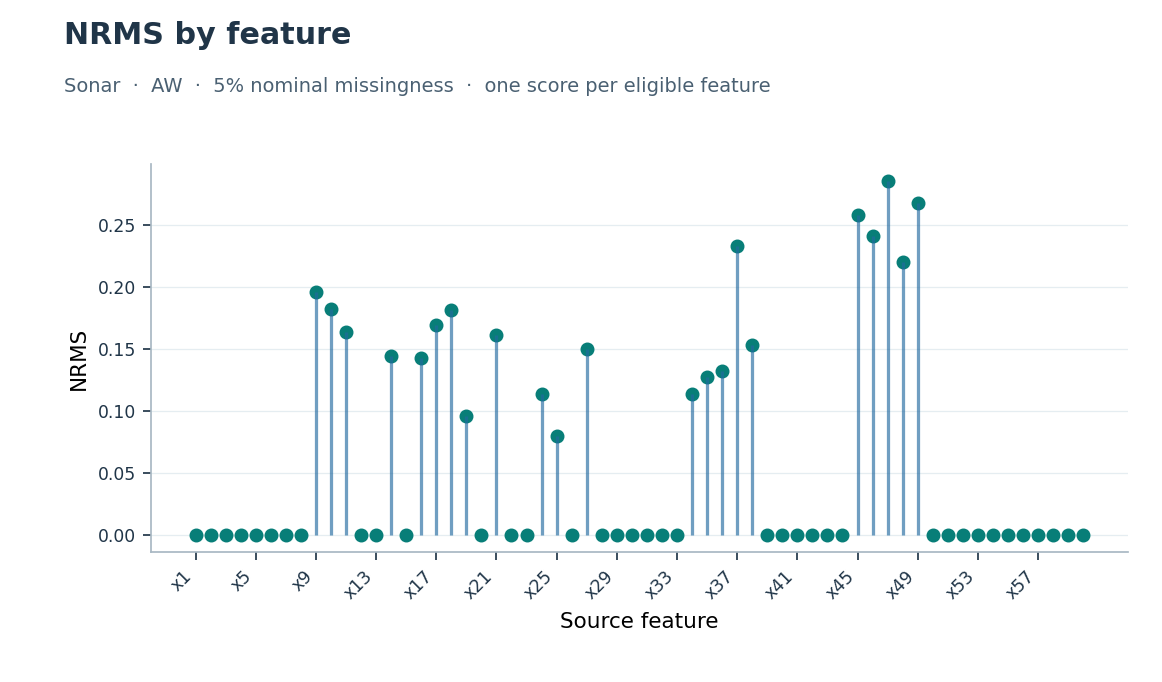 NRMS by feature
Sonar · AW · 5% nominal missingness · one score per eligible feature
NRMS
0.25
0.20
0.15
0.10
0.05
0.00
x1 x5 x9 x13 x17 x21 x25 x29 x33 x37 x41 x45 x49 x53 x57
Source feature